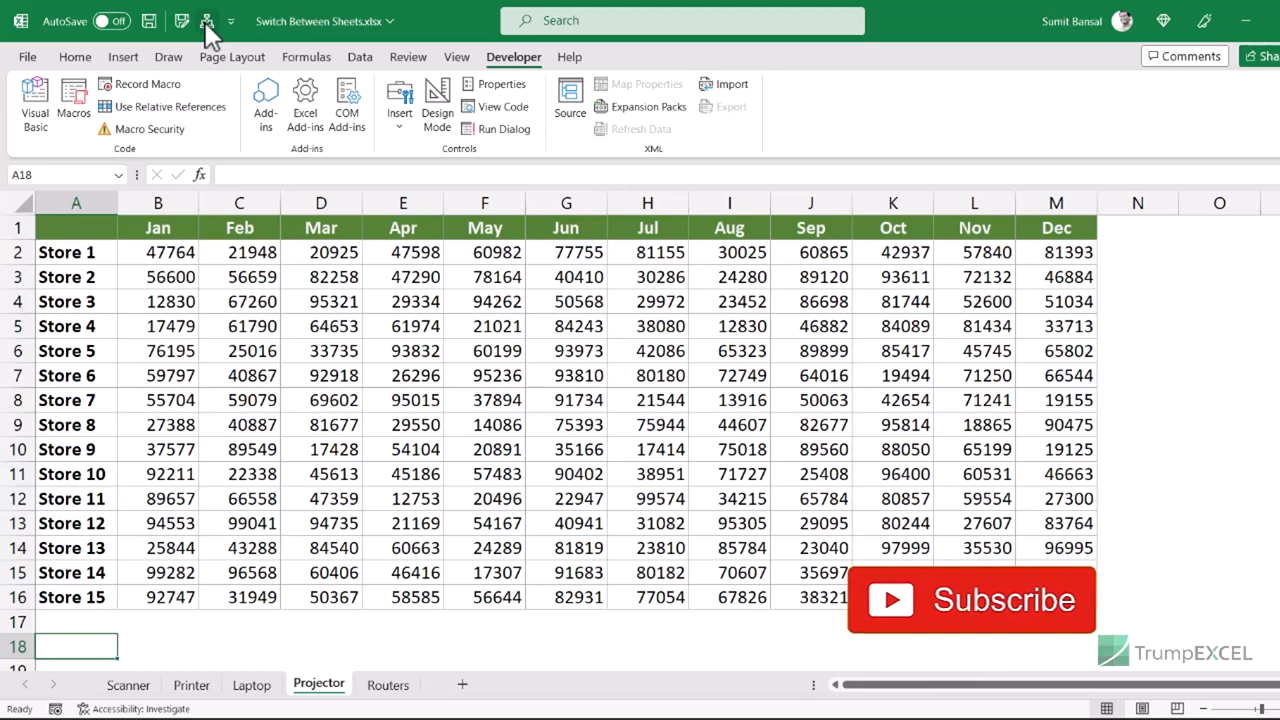 AutoSave Off Switch Between Sheets.xlsx Search Sumit Bansal
File Home Insert Draw Page Layout Formulas Data Review View Developer Help Comments Sha
Visual Basic
Macros
Record Macro
Use Relative References
Macro Security
Code
Add-ins
Excel Add-ins
COM Add-ins
Add-ins
Insert
Design Mode
Properties
View Code
Run Dialog
Controls
Source
Map Properties
Expansion Packs
Refresh Data
Import
Export
XML
A18 fx
A B C D E F G H I J K L M N O
1 Jan Feb Mar Apr May Jun Jul Aug Sep Oct Nov Dec
2 Store 1 47764 21948 20925 47598 60982 77755 81155 30025 60865 42937 57840 81393
3 Store 2 56600 56659 82258 47290 78164 40410 30286 24280 89120 93611 72132 46884
4 Store 3 12830 67260 95321 29334 94262 50568 29972 23452 86698 81744 52600 51034
5 Store 4 17479 61790 64653 61974 21021 84243 38080 12830 46882 84089 81434 33713
6 Store 5 76195 25016 33735 93832 60199 93973 42086 65323 89899 85417 45745 65802
7 Store 6 59797 40867 92918 26296 95236 93810 80180 72749 64016 19494 71250 66544
8 Store 7 55704 59079 69602 95015 37894 91734 21544 13916 50063 42654 71241 19155
9 Store 8 27388 40887 81677 29550 14086 75393 75944 44607 82677 95814 18865 90475
10 Store 9 37577 89549 17428 54104 20891 35166 17414 75018 89560 88050 65199 19125
11 Store 10 92211 22338 45613 45186 57483 90402 38951 71727 25408 96400 60531 46663
12 Store 11 89657 66558 47359 12753 20496 22947 99574 34215 65784 80857 59554 27300
13 Store 12 94553 99041 94735 21169 54167 40941 31082 95305 29095 80244 27607 83764
14 Store 13 25844 43288 84540 60663 24289 81819 23810 85784 23040 97999 35530 96995
15 Store 14 99282 96568 60406 46416 17307 91683 80182 70607 35697
16 Store 15 92747 31949 50367 58585 56644 82931 77054 67826 38321
Subscribe
17
18
TrumpEXCEL
Scanner Printer Laptop Projector Routers
Ready Accessibility: Investigate